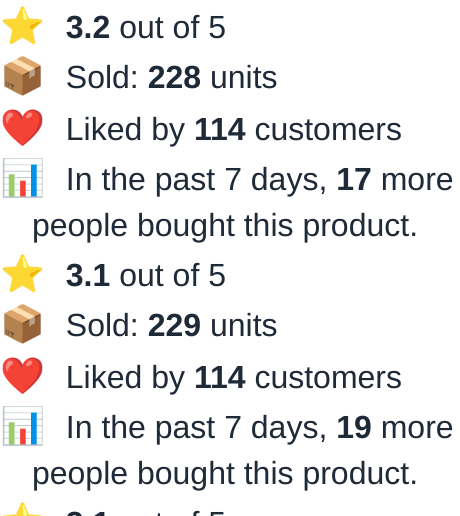 ⭐ 3.2 out of 5
📦 Sold: 228 units
❤️ Liked by 114 customers
📊 In the past 7 days, 17 more
people bought this product.
⭐ 3.1 out of 5
📦 Sold: 229 units
❤️ Liked by 114 customers
📊 In the past 7 days, 19 more
people bought this product.